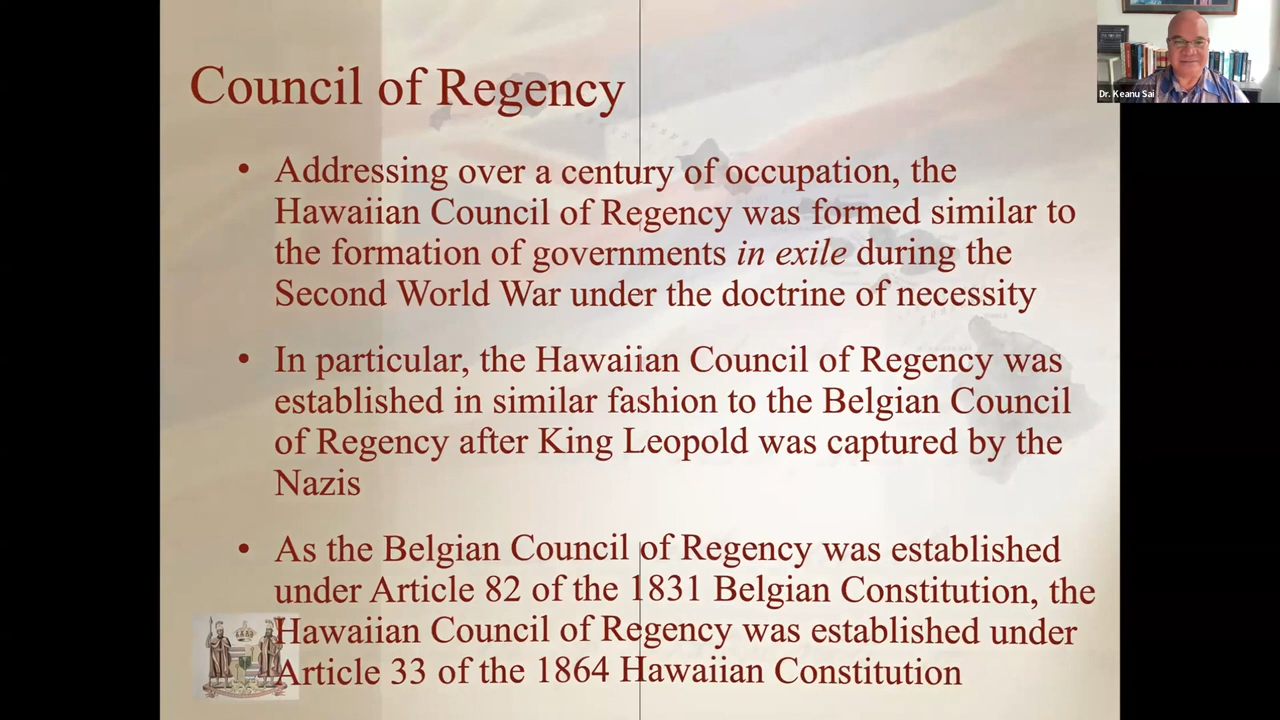 Council of Regency
Dr. Keanu Sai
• Addressing over a century of occupation, the
Hawaiian Council of Regency was formed similar to
the formation of governments in exile during the
Second World War under the doctrine of necessity
• In particular, the Hawaiian Council of Regency was
established in similar fashion to the Belgian Council
of Regency after King Leopold was captured by the
Nazis
• As the Belgian Council of Regency was established
under Article 82 of the 1831 Belgian Constitution, the
Hawaiian Council of Regency was established under
Article 33 of the 1864 Hawaiian Constitution